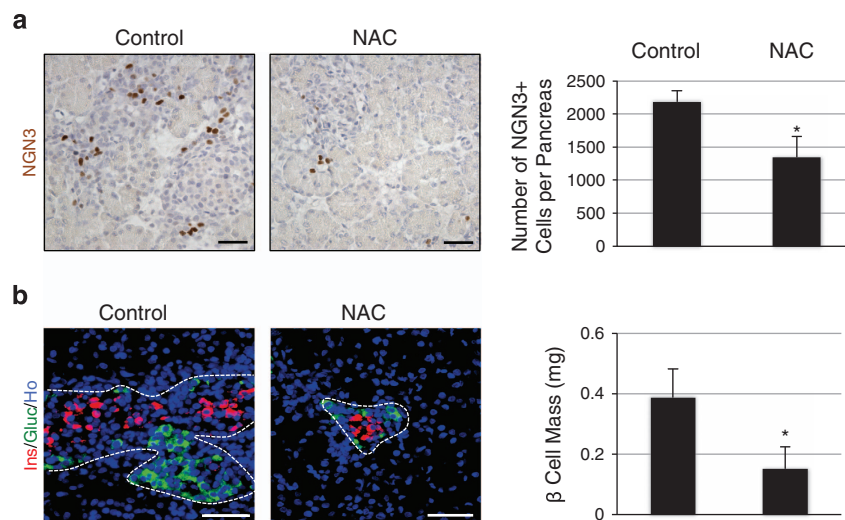 a
Control
NAC
NGN3
Control
NAC
Number of NGN3+
Cells per Pancreas
2500
2000
1500
1000
500
0
*
b
Control
NAC
Ins/Gluc/Ho
β Cell Mass (mg)
0.6
0.4
0.2
0
*